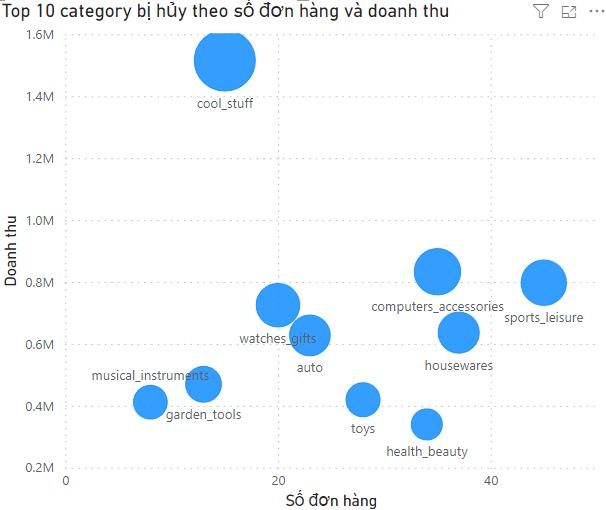 Top 10 category bị hủy theo số đơn hàng và doanh thu
1.6M
cool_stuff
1.4M
1.2M
1.0M
Doanh thu
0.8M
computers_accessories
sports_leisure
watches_gifts
0.6M
auto
housewares
musical_instruments
garden_tools
0.4M
toys
health_beauty
0.2M
0 20 40
Số đơn hàng